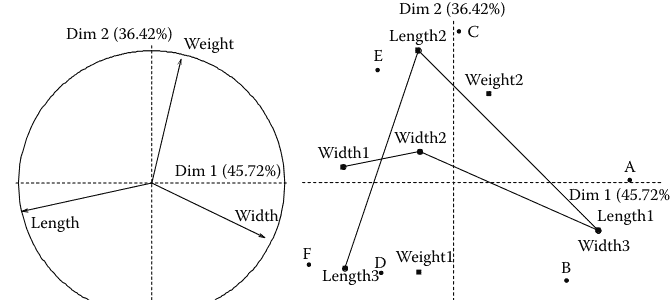 Dim 2 (36.42%)
Weight
Dim 1 (45.72%)
Length
Width
Dim 2 (36.42%)
C
Length2
E
Weight2
Width2
Width1
A
Dim 1 (45.72%
Length1
Width3
F
D
Weight1
Length3
B